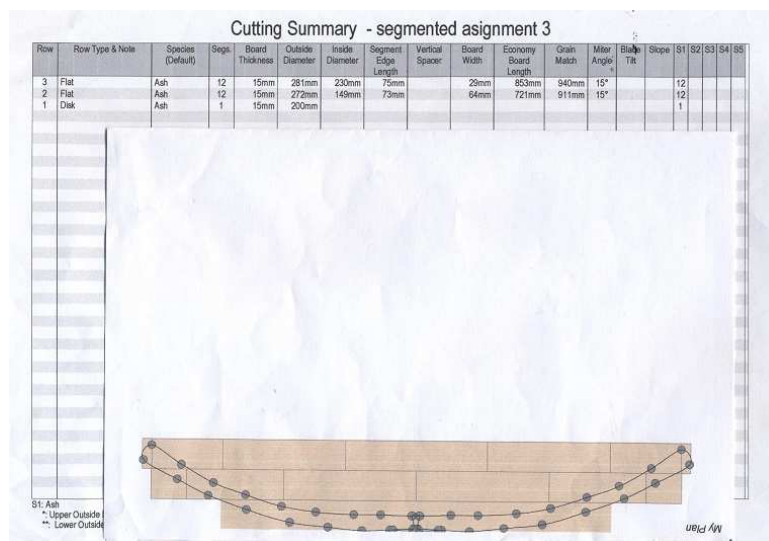 Cutting Summary - segmented asignment 3
Row Row Type & Note Species (Default) Segs. Board Thickness Outside Diameter Inside Diameter Segment Edge Length Vertical Spacer Board Width Economy Board Length Grain Match Miter Angle Blade Tilt Slope S1 S2 S3 S4 S5
3 Flat Ash 12 15mm 281mm 230mm 75mm 29mm 853mm 940mm 15° 12
2 Flat Ash 12 15mm 272mm 149mm 73mm 64mm 721mm 911mm 15° 12
1 Disk Ash 1 15mm 200mm 1
S1: Ash
*: Upper Outside
**: Lower Outside
My Plan